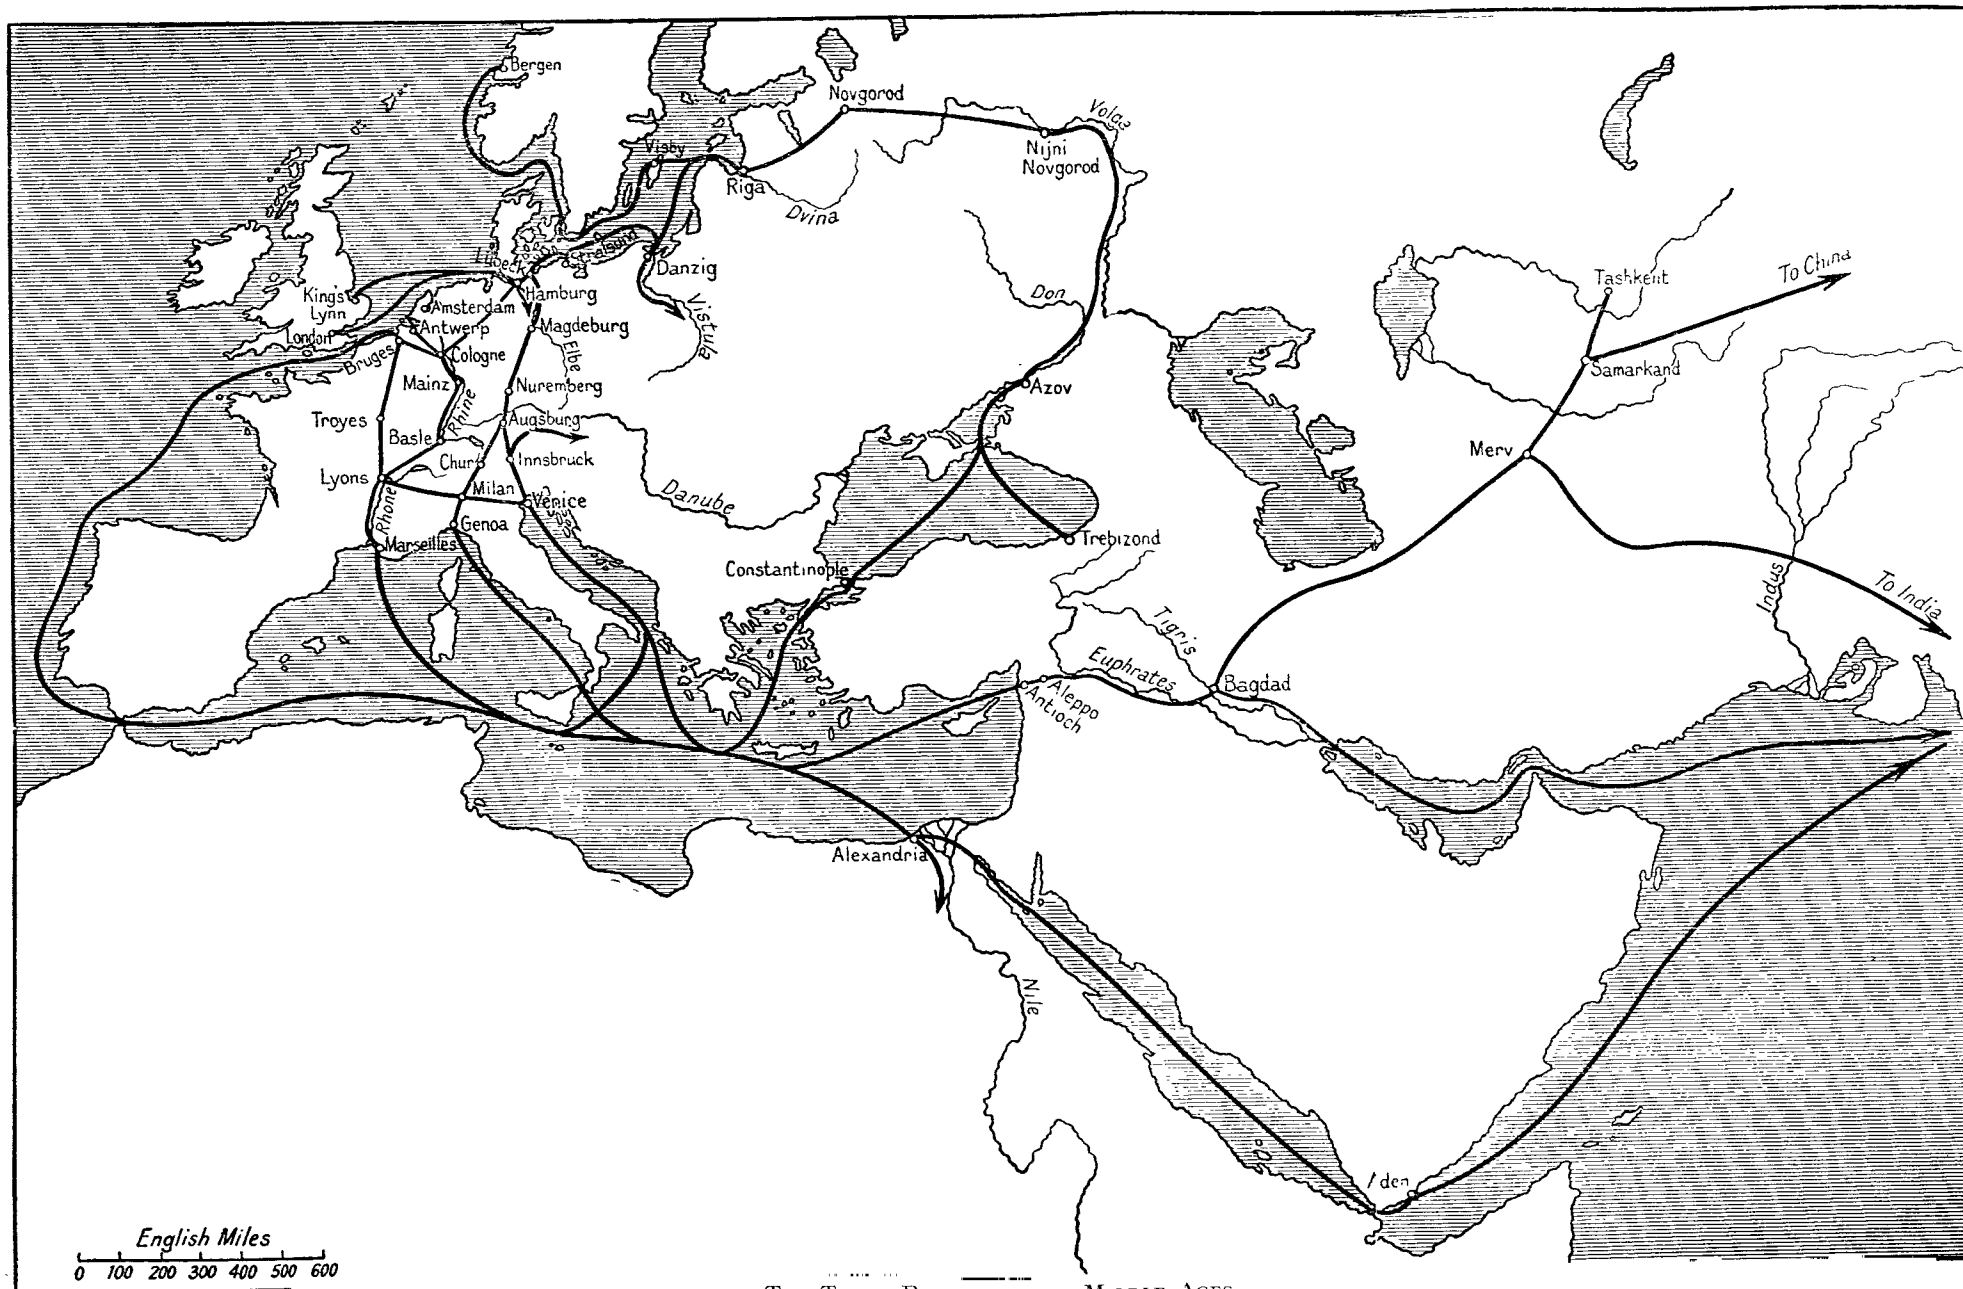 Bergen
Novgorod
Volga
Nijni
Novgorod
Visby
Riga
Dvina
Lübeck
Stralsund
Danzig
Vistula
King's
Lynn
Hamburg
Amsterdam
London
Antwerp
Magdeburg
Bruges
Cologne
Elbe
Mainz
Nuremberg
Rhine
Troyes
Augsburg
Basle
Chur
Innsbruck
Lyons
Milan
Venice
Rhone
Genoa
Marseilles
Danube
Don
Azov
Trebizond
Constantinople
Tashkent
To China
Samarkand
Merv
Indus
To India
Tigris
Euphrates
Bagdad
Aleppo
Antioch
Alexandria
Nile
den
English Miles
0 100 200 300 400 500 600
AGES